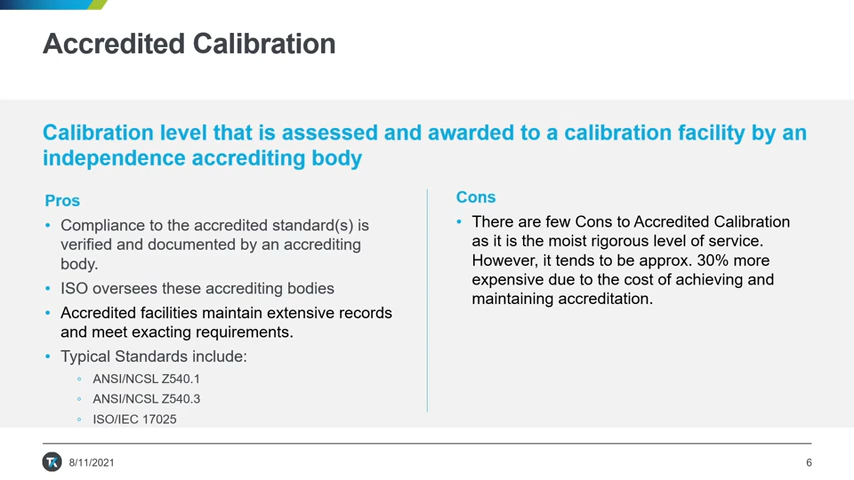 Accredited Calibration
Calibration level that is assessed and awarded to a calibration facility by an
independence accrediting body
Pros
• Compliance to the accredited standard(s) is
verified and documented by an accrediting
body.
• ISO oversees these accrediting bodies
• Accredited facilities maintain extensive records
and meet exacting requirements.
• Typical Standards include:
◦ ANSI/NCSL Z540.1
◦ ANSI/NCSL Z540.3
◦ ISO/IEC 17025
Cons
• There are few Cons to Accredited Calibration
as it is the moist rigorous level of service.
However, it tends to be approx. 30% more
expensive due to the cost of achieving and
maintaining accreditation.
8/11/2021
6